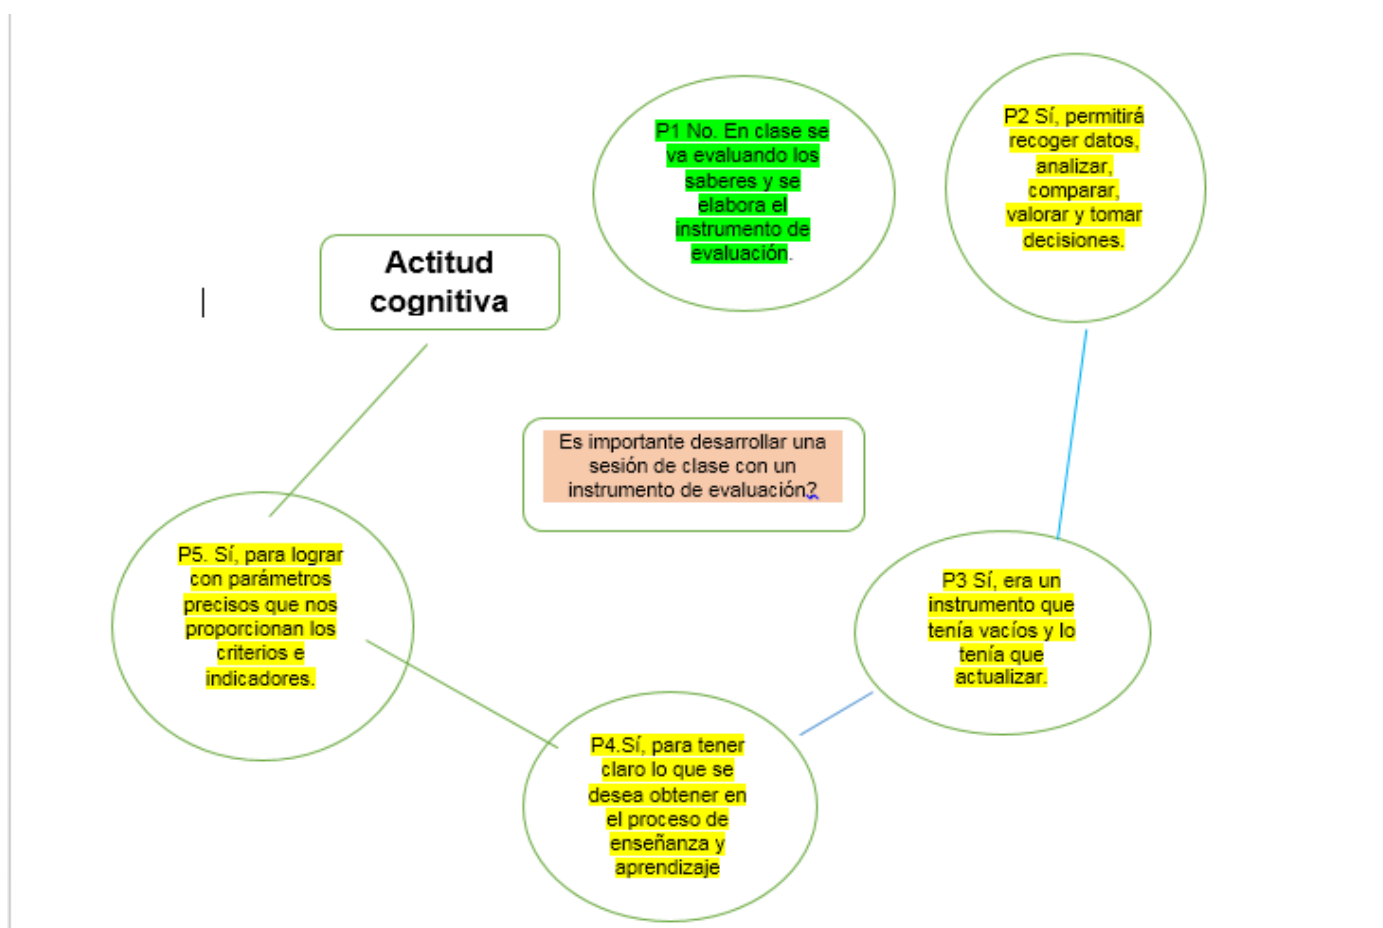 P1 No. En clase se
va evaluando los
saberes y se
elabora el
instrumento de
evaluación.
P2 Sí, permitirá
recoger datos,
analizar,
comparar,
valorar y tomar
decisiones.
Actitud
cognitiva
Es importante desarrollar una
sesión de clase con un
instrumento de evaluación?
P5. Sí, para lograr
con parámetros
precisos que nos
proporcionan los
criterios e
indicadores.
P3 Sí, era un
instrumento que
tenía vacíos y lo
tenía que
actualizar.
P4.Sí, para tener
claro lo que se
desea obtener en
el proceso de
enseñanza y
aprendizaje